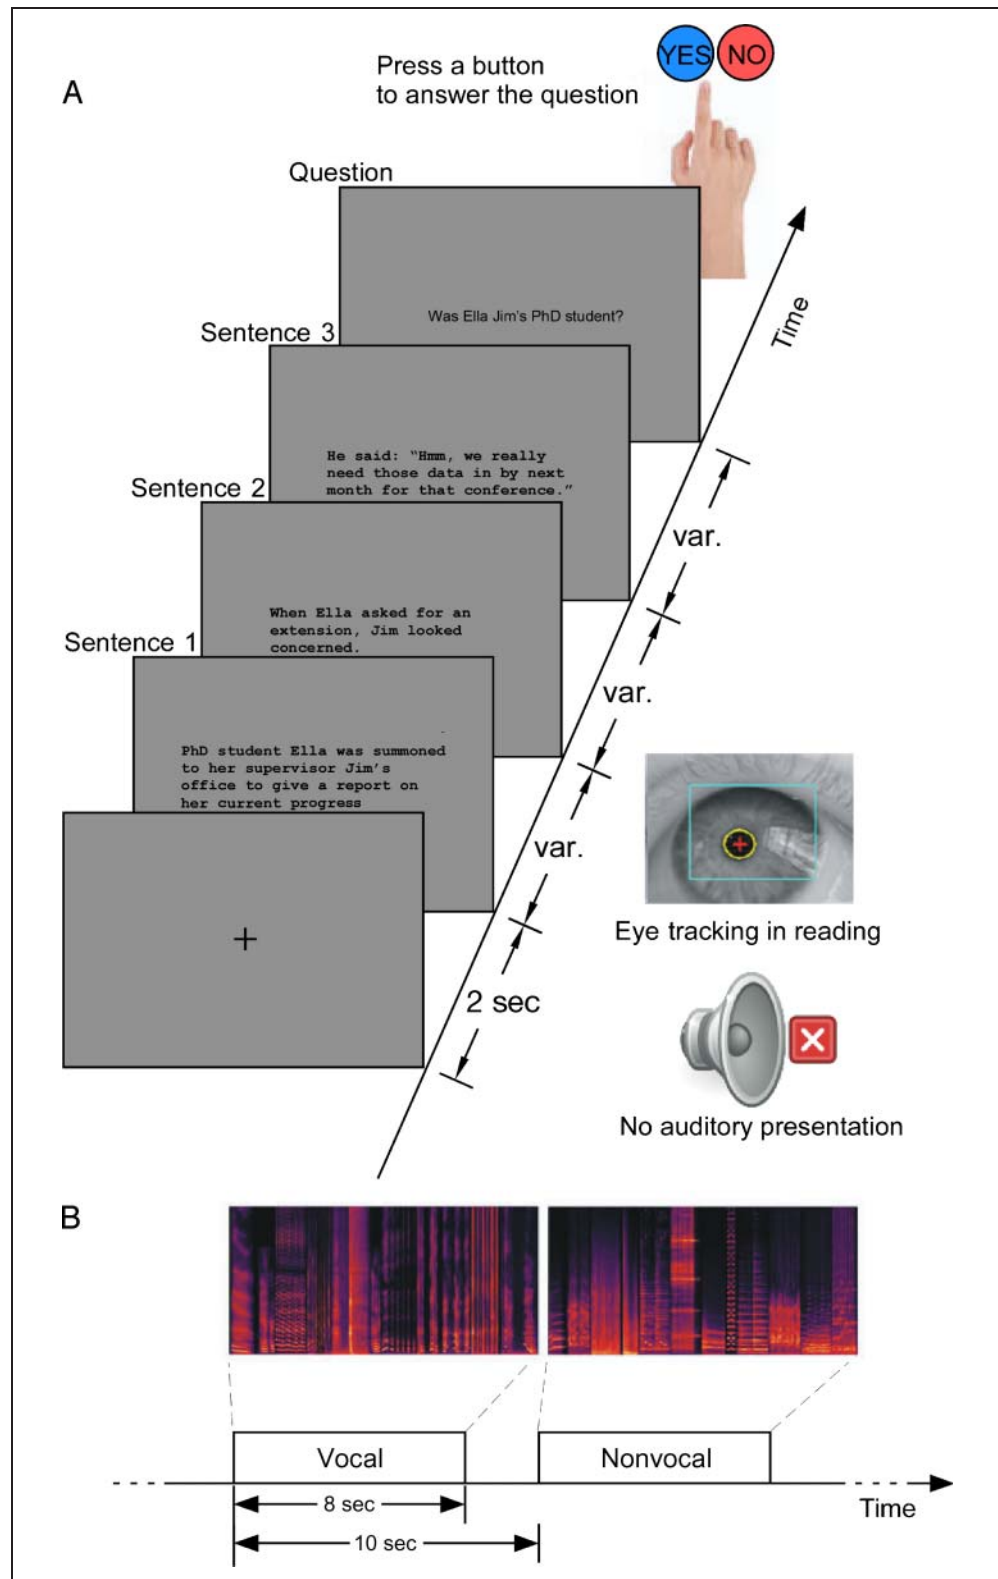 A
Press a button
to answer the question
YES NO
Question
Was Ella Jim's PhD student?
Sentence 3
He said: “Hmm, we really
need those data in by next
month for that conference.”
Sentence 2
When Ella asked for an
extension, Jim looked
concerned.
Sentence 1
PhD student Ella was summoned
to her supervisor Jim's
office to give a report on
her current progress
Time
var.
var.
var.
2 sec
Eye tracking in reading
No auditory presentation
B
Vocal
Nonvocal
8 sec
10 sec
Time